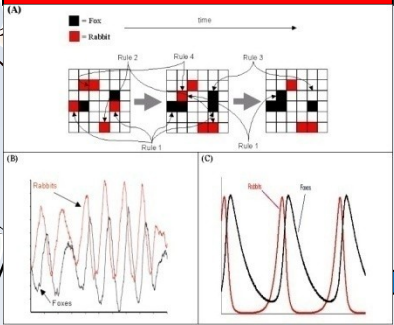 (A)
= Fox
= Rabbit
time
Rule 2
Rule 4
Rule 3
Rule 1
Rule 1
(B)
Rabbits
Foxes
(C)
Rabbits
Foxes